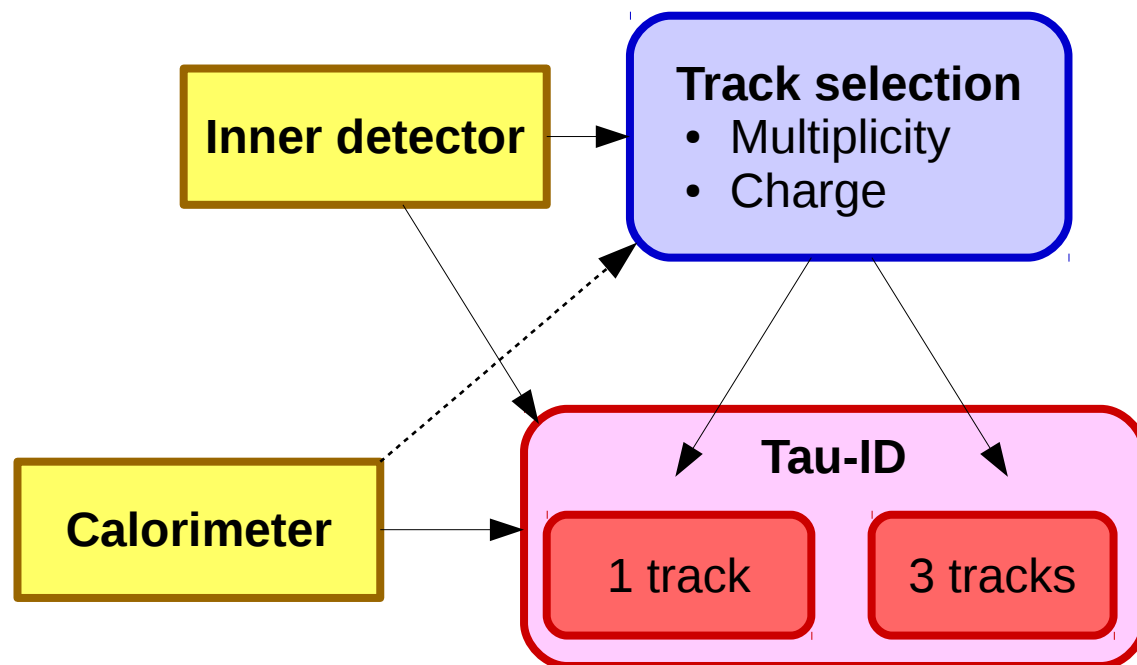 Inner detector
Track selection
• Multiplicity
• Charge
Calorimeter
Tau-ID
1 track
3 tracks